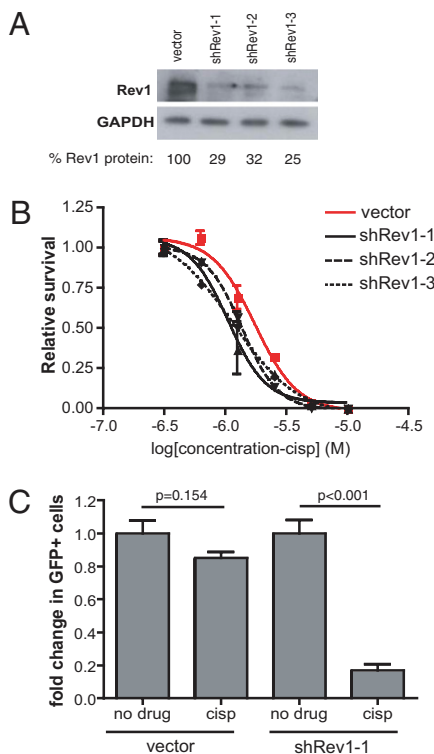 A
vector
shRev1-1
shRev1-2
shRev1-3
Rev1
GAPDH
% Rev1 protein: 100 29 32 25
B
1.25
1.00
0.75
0.50
0.25
0.00
Relative survival
-7.0 -6.5 -6.0 -5.5 -5.0 -4.5
log[concentration-cisp] (M)
vector
shRev1-1
shRev1-2
shRev1-3
C
p=0.154 p<0.001
1.2
1.0
0.8
0.6
0.4
0.2
0.0
fold change in GFP+ cells
no drug cisp no drug cisp
vector shRev1-1